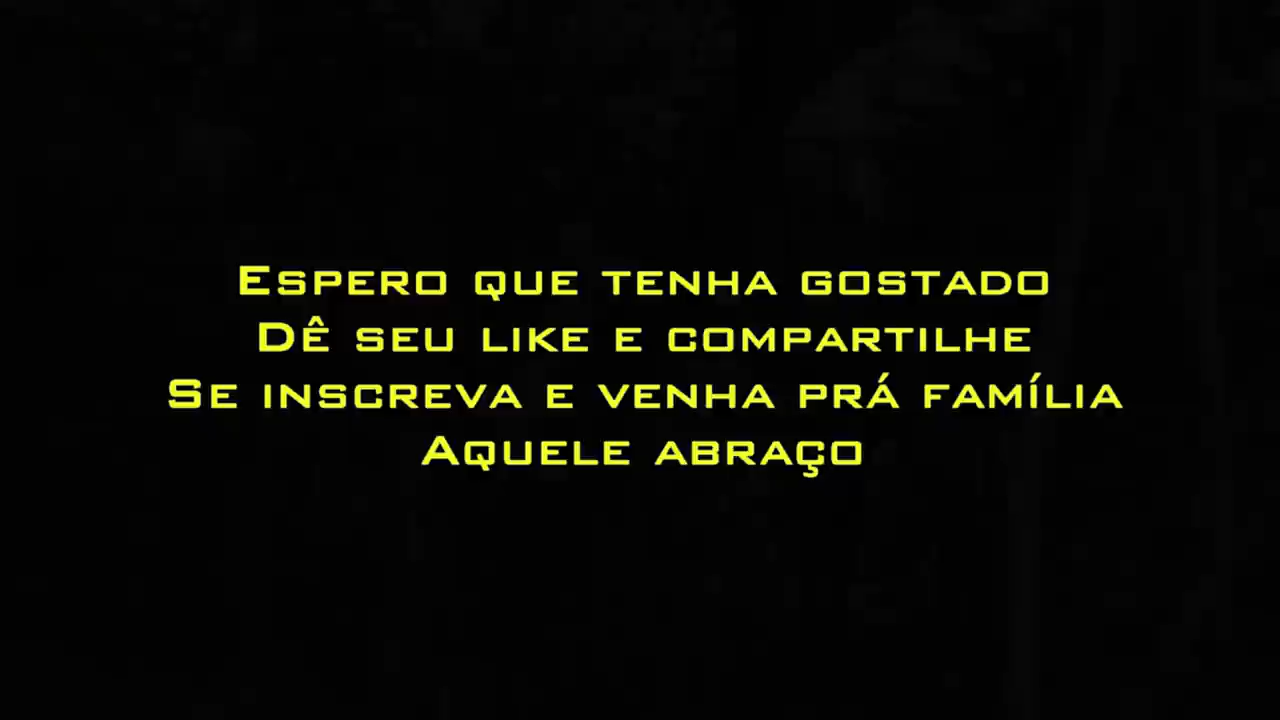 Espero que tenha gostado
Dê seu like e compartilhe
Se inscreva e venha prá família
Aquele abraço